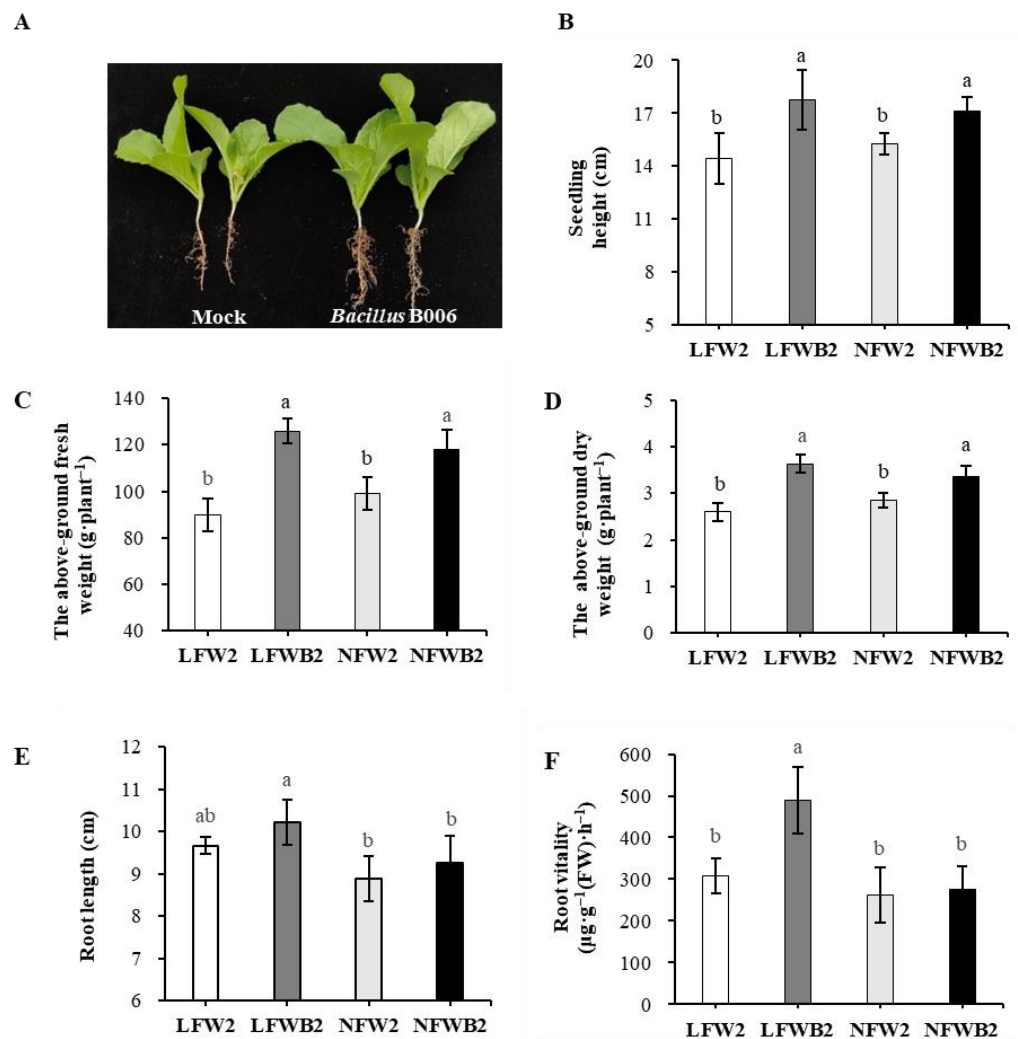 A
Mock
Bacillus B006
B
Seedling
height (cm)
20
17
14
11
8
5
b
a
b
a
LFW2 LFWB2 NFW2 NFWB2
C
The above-ground fresh
weight (g·plant⁻¹)
140
120
100
80
60
40
b
a
b
a
LFW2 LFWB2 NFW2 NFWB2
D
The above-ground dry
weight (g·plant⁻¹)
5
4
3
2
1
0
b
a
b
a
LFW2 LFWB2 NFW2 NFWB2
E
Root length (cm)
12
11
10
9
8
7
6
ab
a
b
b
LFW2 LFWB2 NFW2 NFWB2
F
Root vitality
(µg·g⁻¹(FW)·h⁻¹)
600
500
400
300
200
100
0
b
a
b
b
LFW2 LFWB2 NFW2 NFWB2